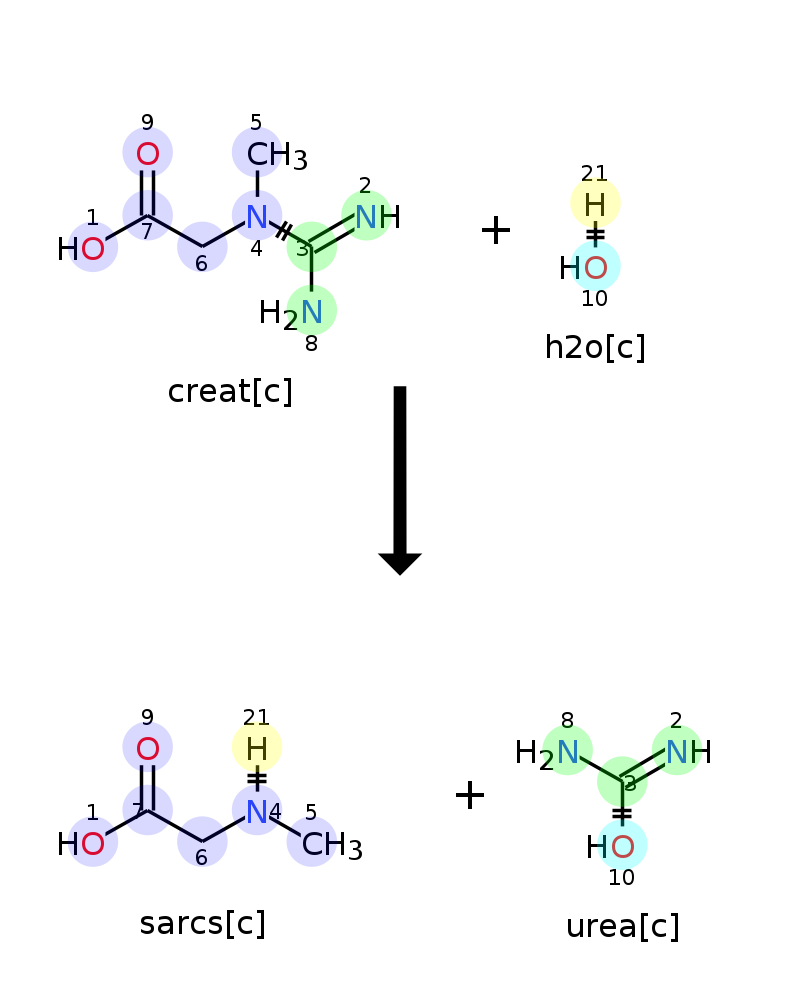 9 5
O CH3 2
1 N NH 21
HO 7 4 3 + H
6 H2N HO
8 10
creat[c] h2o[c]
9 21 8 2
O H H2N NH
1 7 N 4 5 + 3
HO 6 CH3 HO
10
sarcs[c] urea[c]